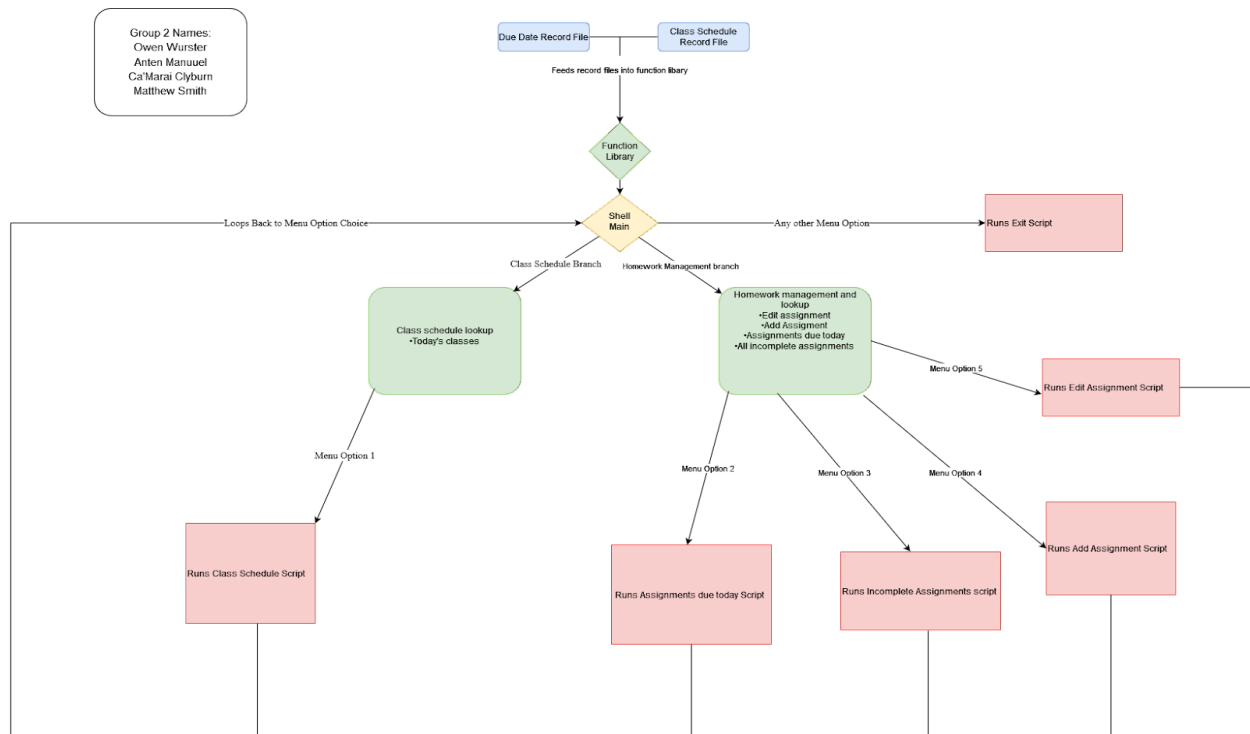 Group 2 Names:
Owen Wurster
Anten Manuuel
Ca'Marai Clyburn
Matthew Smith
Due Date Record File
Class Schedule
Record File
Feeds record files into function libary
Function
Library
Loops Back to Menu Option Choice
Shell
Main
Any other Menu Option
Runs Exit Script
Class Schedule Branch
Homework Management branch
Class schedule lookup
•Today's classes
Homework management and
lookup
•Edit assignment
•Add Assigment
•Assignments due today
•All incomplete assignments
Menu Option 5
Runs Edit Assignment Script
Menu Option 1
Menu Option 2
Menu Option 3
Menu Option 4
Runs Class Schedule Script
Runs Assignments due today Script
Runs Incomplete Assignments script
Runs Add Assignment Script